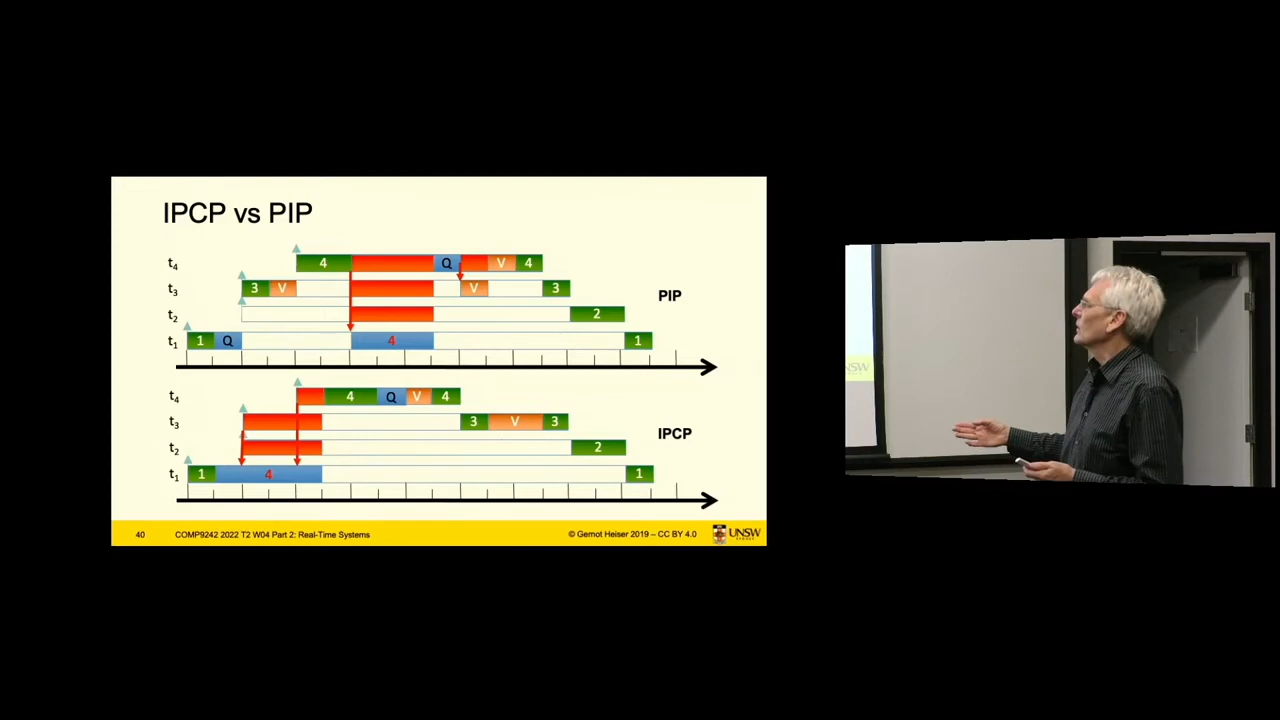 IPCP vs PIP
t4 4 Q V 4
t3 3 V V 3
PIP
t2 2
t1 1 Q 4 1
t4 4 Q V 4
t3 3 V 3
IPCP
t2 2
t1 1 4 1
40 COMP9242 2022 T2 W04 Part 2: Real-Time Systems © Gernot Heiser 2019 – CC BY 4.0 UNSW